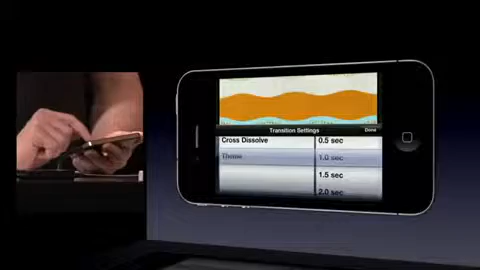 Transition Settings
Done
Cross Dissolve
0.5 sec
Theme
1.0 sec
1.5 sec
2.0 sec